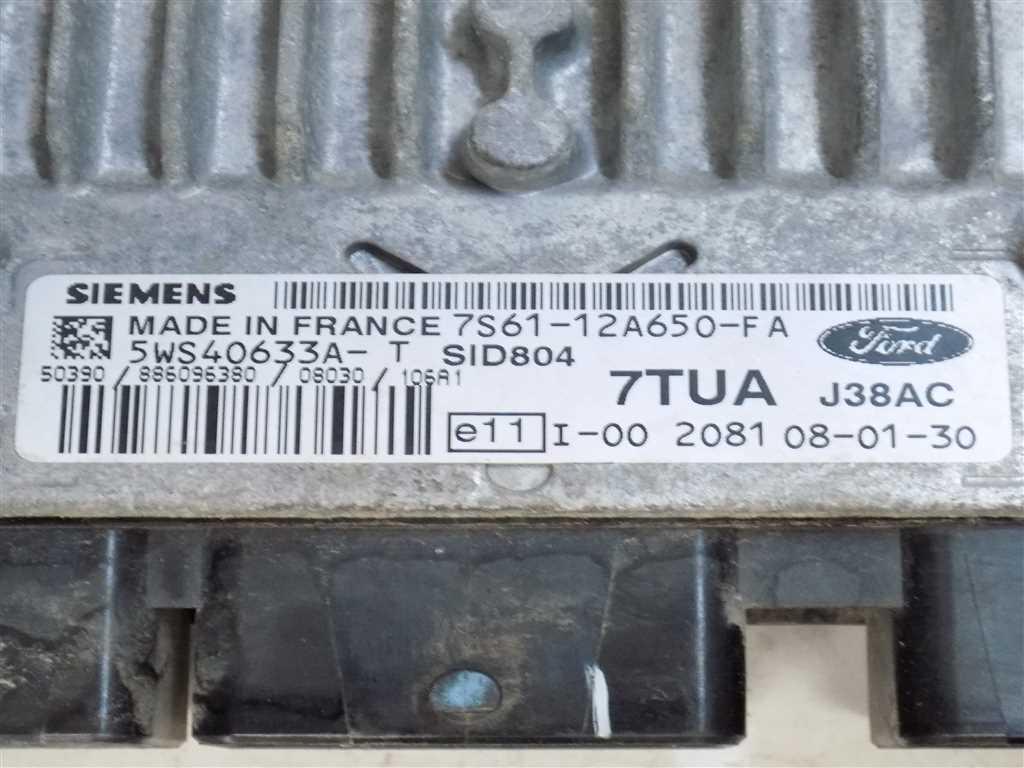 SIEMENS
MADE IN FRANCE 7S61-12A650-FA
5WS40633A-T SID804
Ford
50390 / 886096380 / 08030 / 106A1
7TUA J38AC
e11 I-00 2081 08-01-30